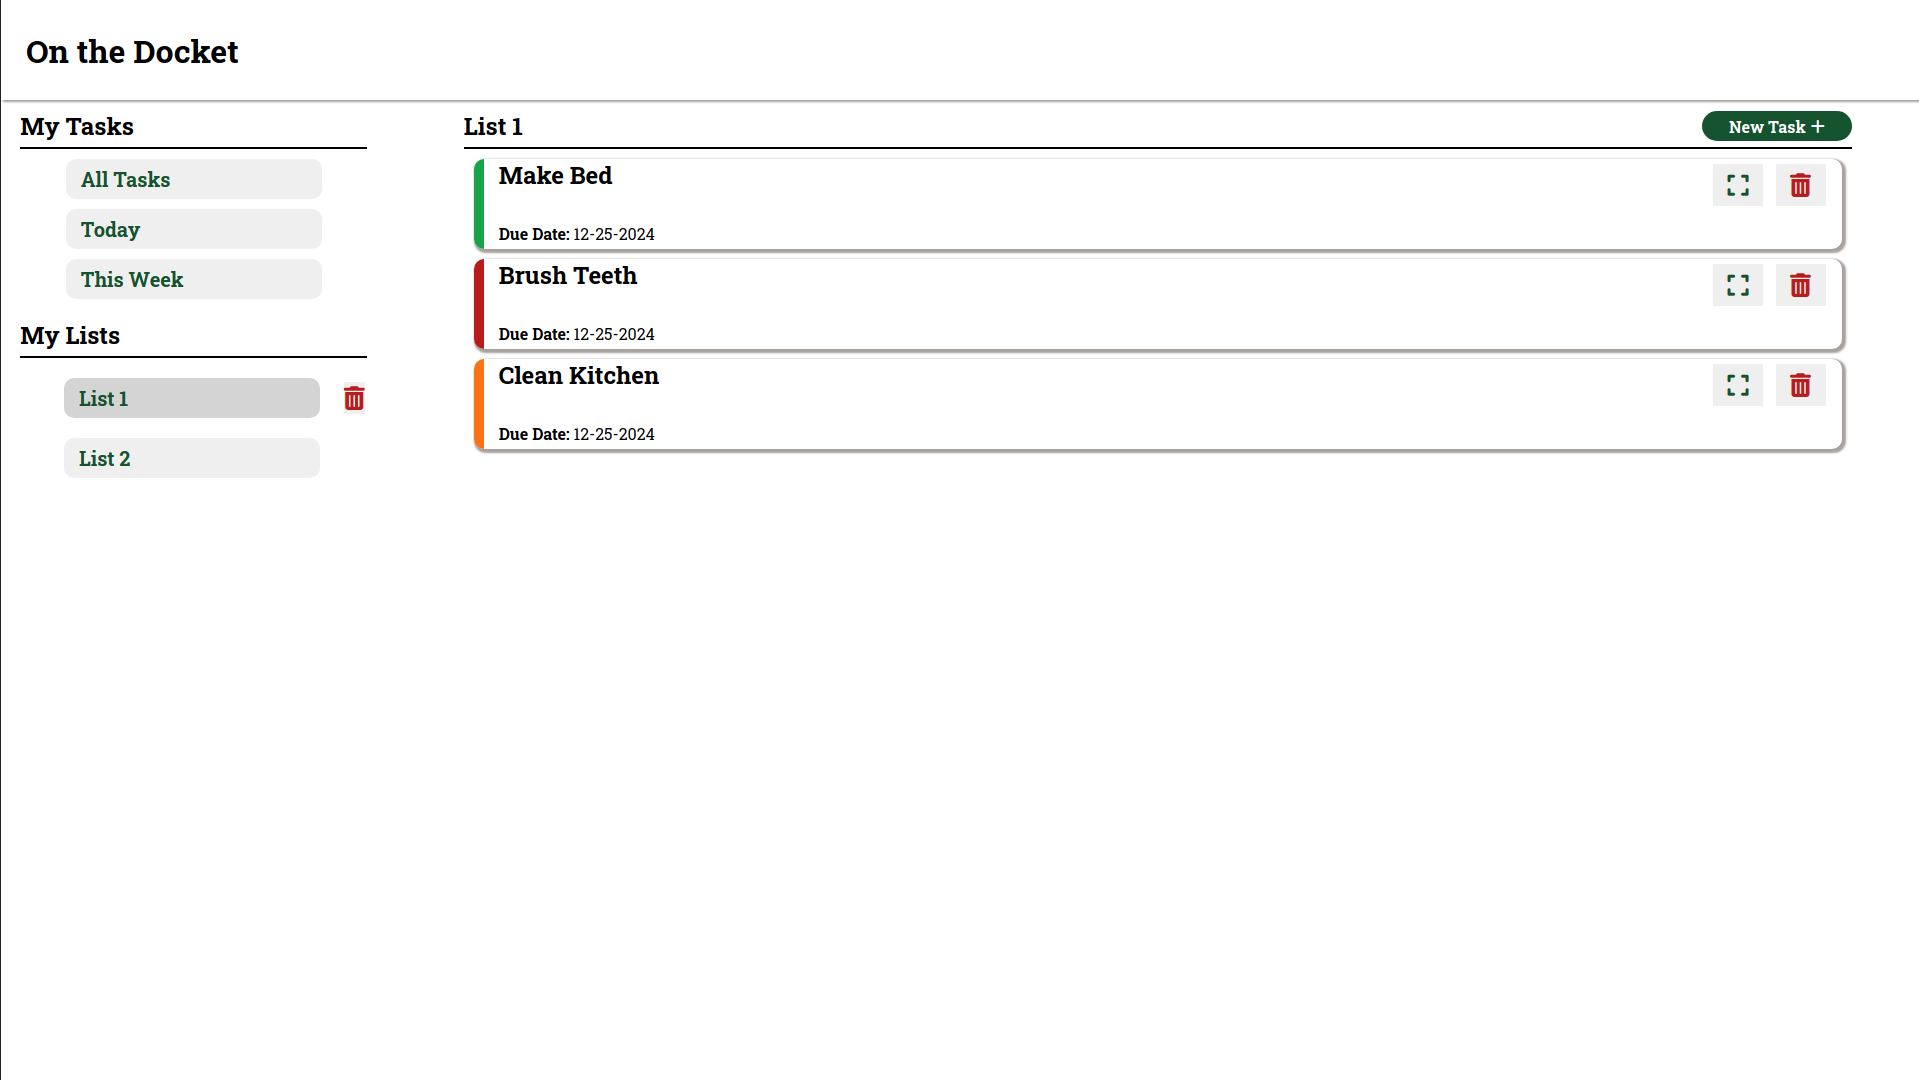 On the Docket
My Tasks
All Tasks
Today
This Week
My Lists
List 1
List 2
List 1
New Task +
Make Bed
Due Date: 12-25-2024
Brush Teeth
Due Date: 12-25-2024
Clean Kitchen
Due Date: 12-25-2024